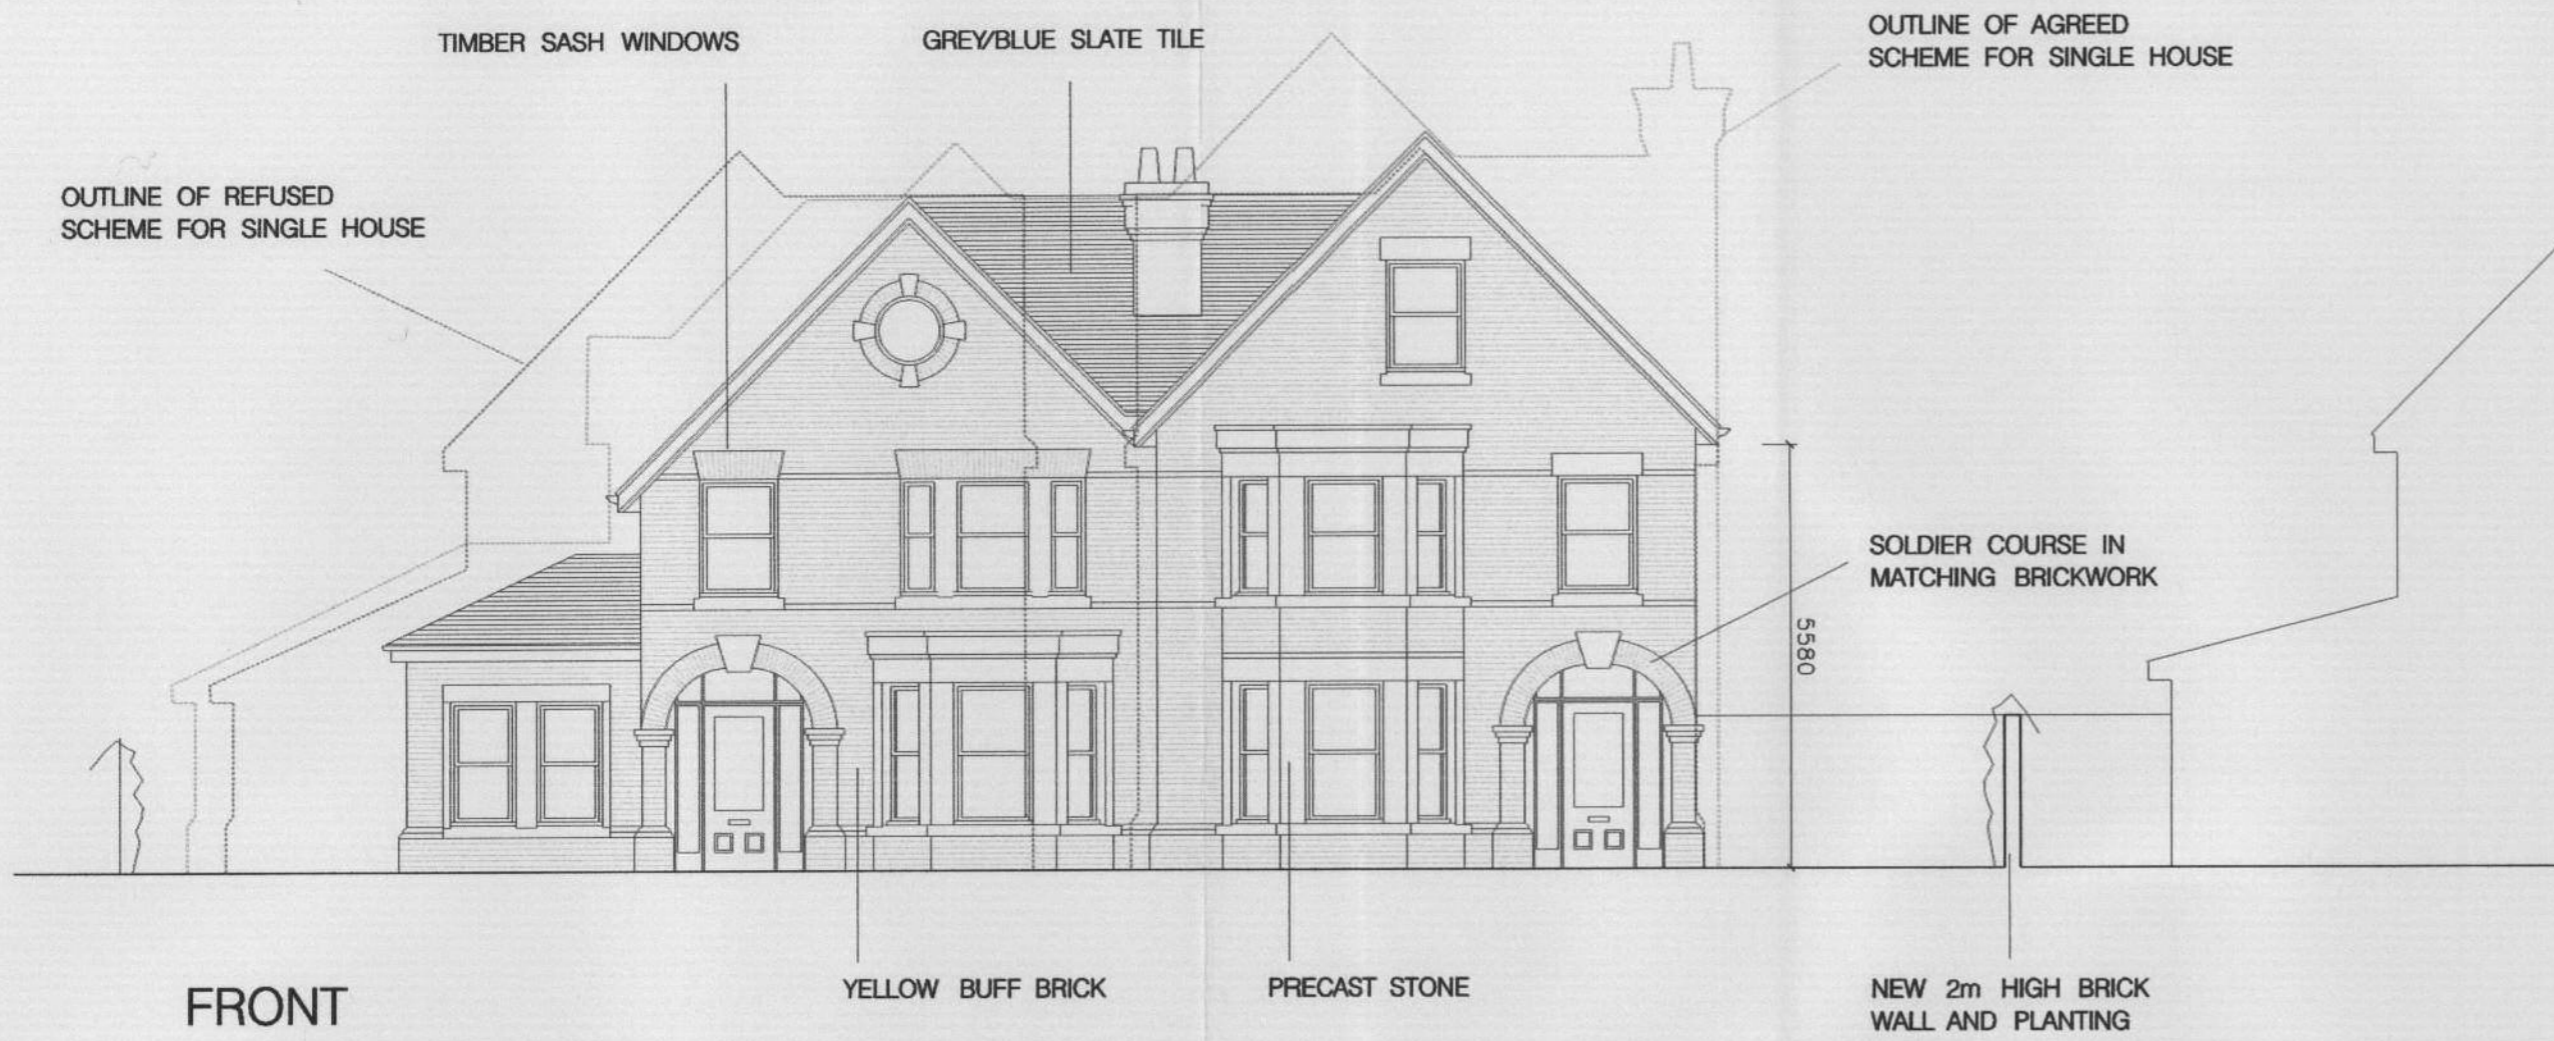 TIMBER SASH WINDOWS
GREY/BLUE SLATE TILE
OUTLINE OF AGREED
SCHEME FOR SINGLE HOUSE
OUTLINE OF REFUSED
SCHEME FOR SINGLE HOUSE
SOLDIER COURSE IN
MATCHING BRICKWORK
5580
YELLOW BUFF BRICK
PRECAST STONE
NEW 2m HIGH BRICK
WALL AND PLANTING
FRONT